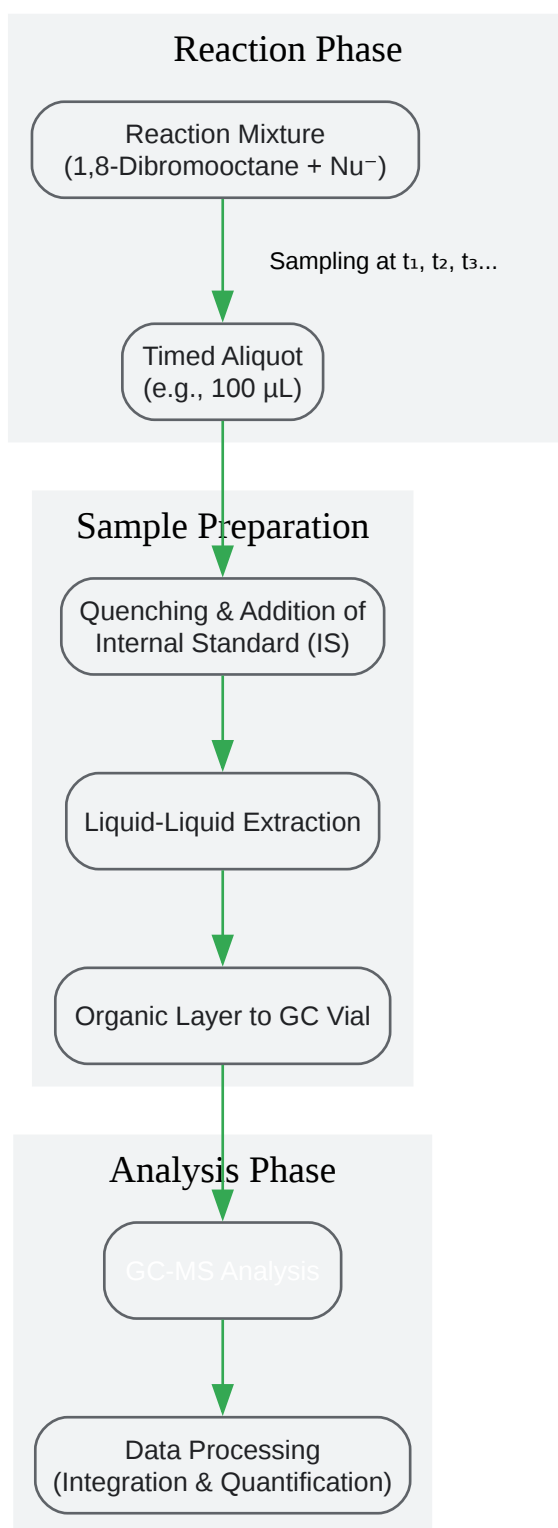 Reaction Phase
Reaction Mixture
(1,8-Dibromooctane + Nu⁻)
Sampling at t₁, t₂, t₃...
Timed Aliquot
(e.g., 100 µL)
Sample Preparation
Quenching & Addition of
Internal Standard (IS)
Liquid-Liquid Extraction
Organic Layer to GC Vial
Analysis Phase
GC-MS Analysis
Data Processing
(Integration & Quantification)